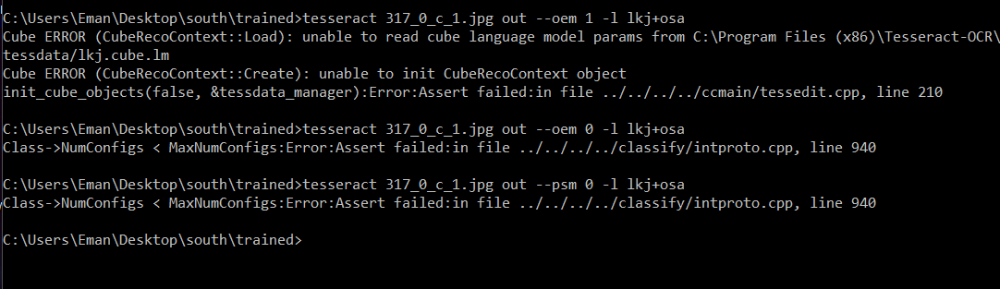 C:\Users\Eman\Desktop\south\trained>tesseract 317_0_c_1.jpg out --oem 1 -l lkj+osa
Cube ERROR (CubeRecoContext::Load): unable to read cube language model params from C:\Program Files (x86)\Tesseract-OCR\
tessdata/lkj.cube.lm
Cube ERROR (CubeRecoContext::Create): unable to init CubeRecoContext object
init_cube_objects(false, &tessdata_manager):Error:Assert failed:in file ../../../../ccmain/tessedit.cpp, line 210
C:\Users\Eman\Desktop\south\trained>tesseract 317_0_c_1.jpg out --oem 0 -l lkj+osa
Class->NumConfigs < MaxNumConfigs:Error:Assert failed:in file ../../../../classify/intproto.cpp, line 940
C:\Users\Eman\Desktop\south\trained>tesseract 317_0_c_1.jpg out --psm 0 -l lkj+osa
Class->NumConfigs < MaxNumConfigs:Error:Assert failed:in file ../../../../classify/intproto.cpp, line 940
C:\Users\Eman\Desktop\south\trained>